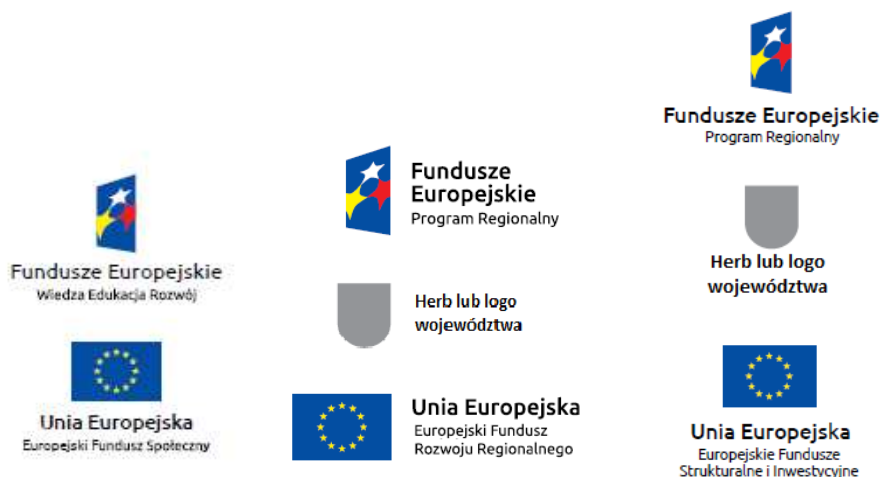 Fundusze Europejskie
Wiedza Edukacja Rozwój
Unia Europejska
Europejski Fundusz Społeczny
Fundusze
Europejskie
Program Regionalny
Herb lub logo
województwa
Unia Europejska
Europejski Fundusz
Rozwoju Regionalnego
Fundusze Europejskie
Program Regionalny
Herb lub logo
województwa
Unia Europejska
Europejskie Fundusze
Strukturalne i Inwestycyjne